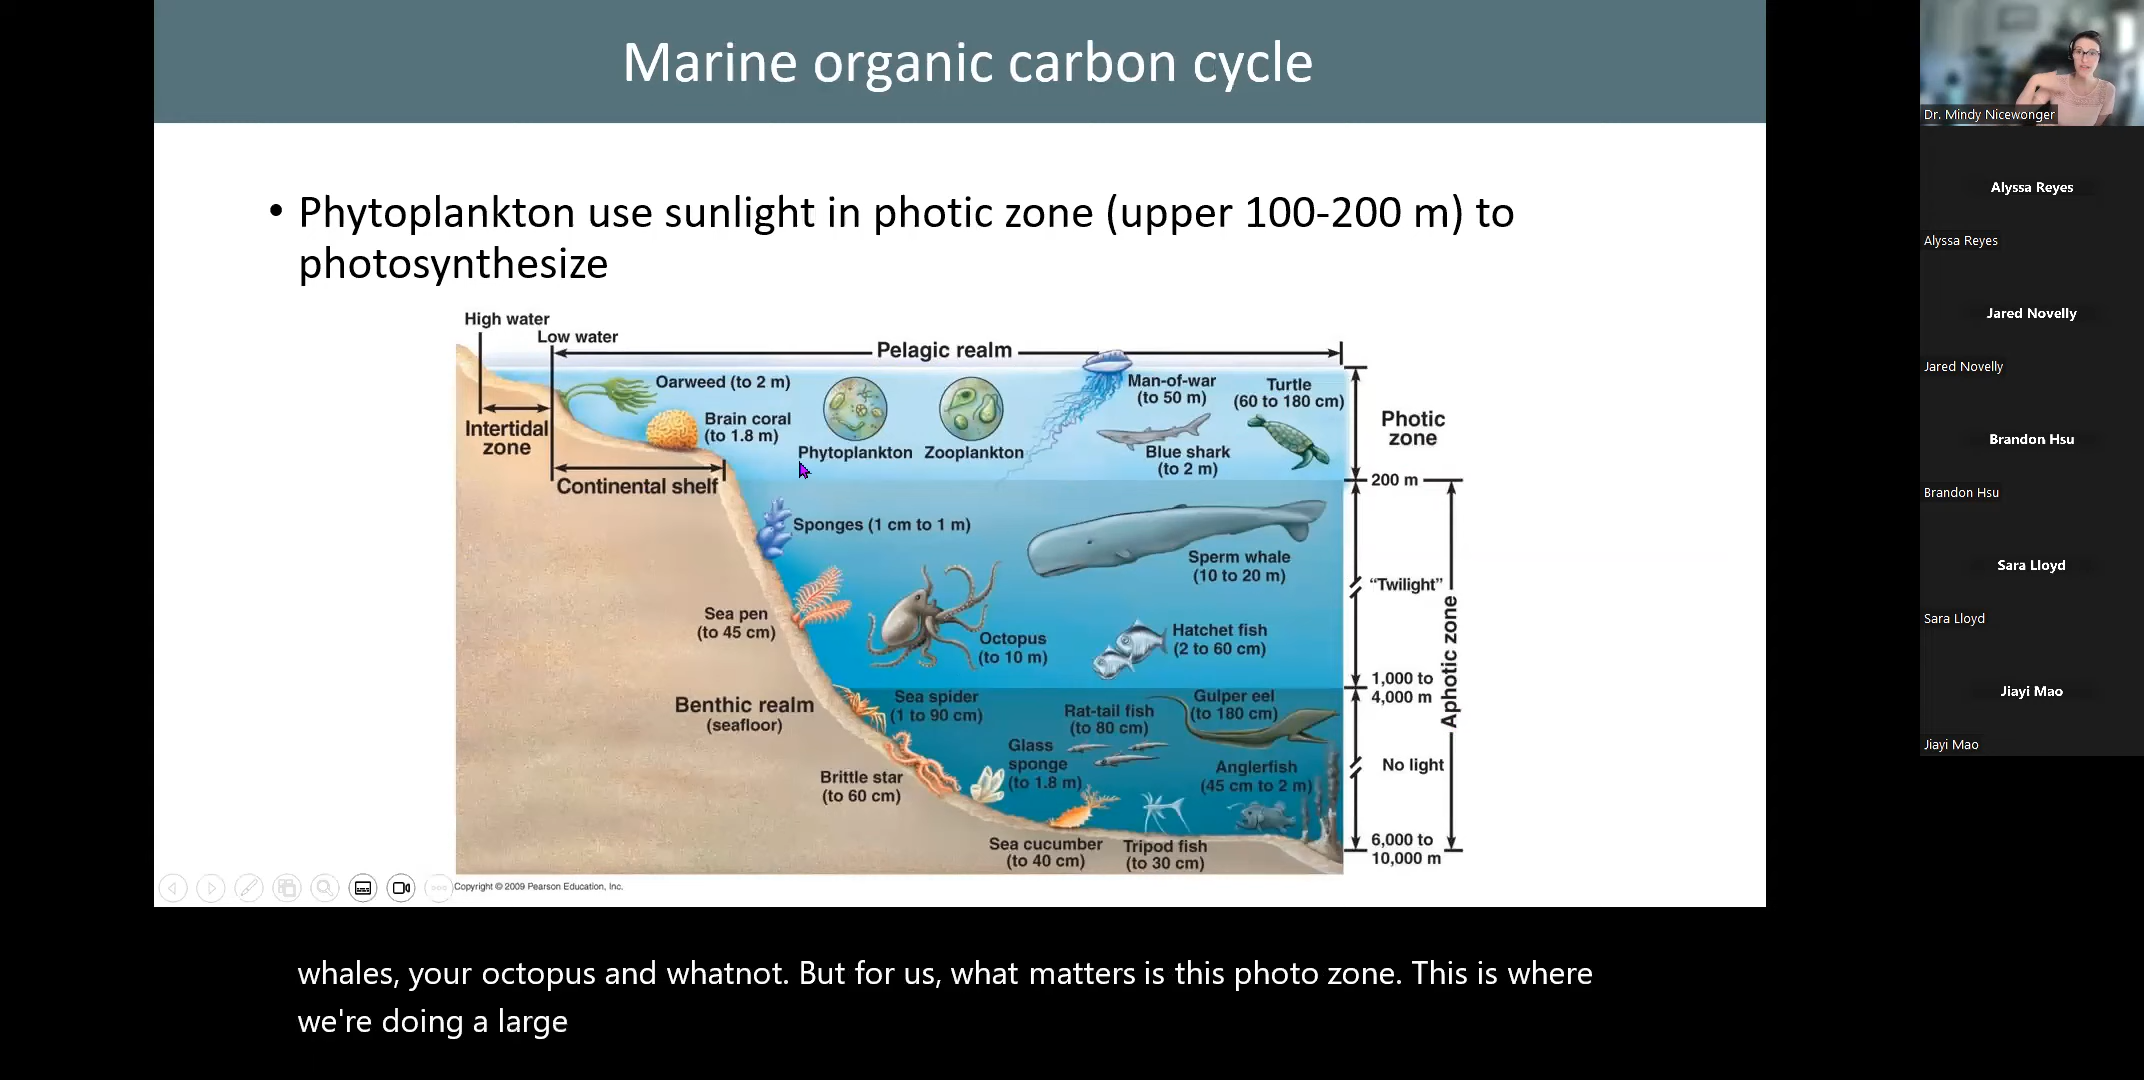 Marine organic carbon cycle
• Phytoplankton use sunlight in photic zone (upper 100-200 m) to
photosynthesize
High water
Low water
Pelagic realm
Oarweed (to 2 m)
Brain coral
(to 1.8 m)
Phytoplankton
Zooplankton
Man-of-war
(to 50 m)
Turtle
(60 to 180 cm)
Blue shark
(to 2 m)
Photic
zone
Intertidal
zone
Continental shelf
200 m
Sponges (1 cm to 1 m)
Sperm whale
(10 to 20 m)
“Twilight”
Sea pen
(to 45 cm)
Octopus
(to 10 m)
Hatchet fish
(2 to 60 cm)
Aphotic zone
1,000 to
4,000 m
Benthic realm
(seafloor)
Sea spider
(1 to 90 cm)
Rat-tail fish
(to 80 cm)
Gulper eel
(to 180 cm)
Glass
sponge
(to 1.8 m)
Brittle star
(to 60 cm)
Anglerfish
(45 cm to 2 m)
No light
Sea cucumber
(to 40 cm)
Tripod fish
(to 30 cm)
6,000 to
10,000 m
Copyright © 2009 Pearson Education, Inc.
whales, your octopus and whatnot. But for us, what matters is this photo zone. This is where
we're doing a large
Dr. Mindy Nicewonger
Alyssa Reyes
Alyssa Reyes
Jared Novelly
Jared Novelly
Brandon Hsu
Brandon Hsu
Sara Lloyd
Sara Lloyd
Jiayi Mao
Jiayi Mao